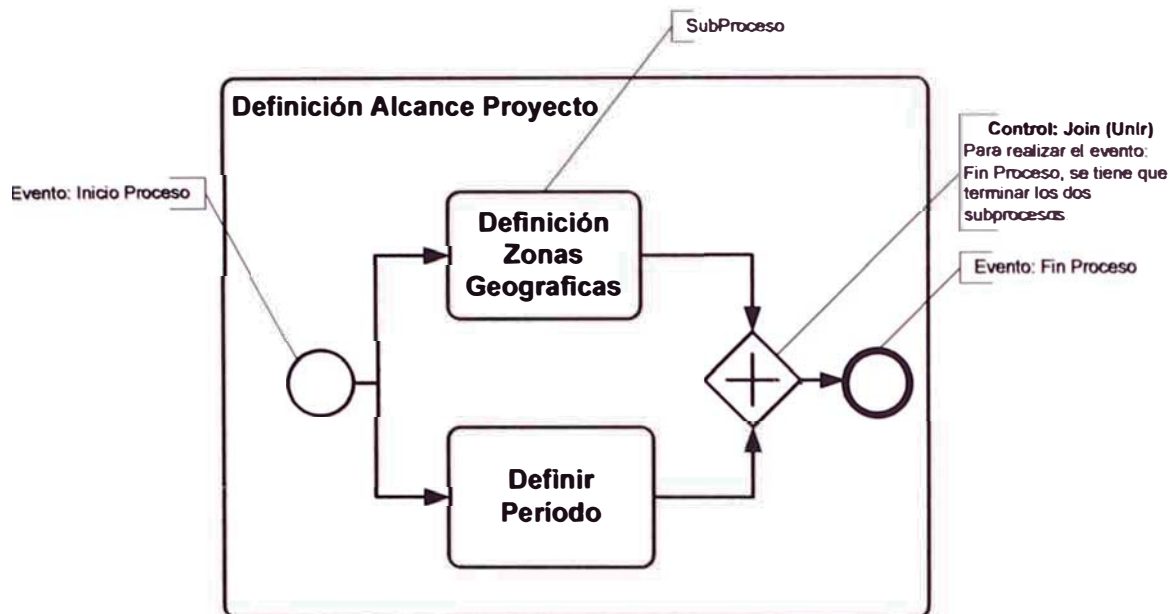 SubProceso
Definición Alcance Proyecto
Control: Join (Unir)
Para realizar el evento:
Fin Proceso, se tiene que
terminar los dos
subprocesos
Evento: Inicio Proceso
Definición
Zonas
Geograficas
Evento: Fin Proceso
Definir
Período